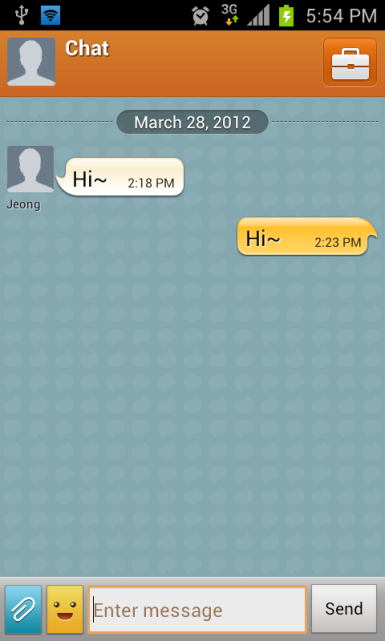 3G 5:54 PM
Chat
March 28, 2012
Hi~ 2:18 PM
Jeong
Hi~ 2:23 PM
Enter message Send